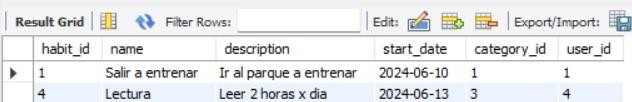 Result Grid Filter Rows: Edit: Export/Import:
habit_id name description start_date category_id user_id
1 Salir a entrenar Ir al parque a entrenar 2024-06-10 1 1
4 Lectura Leer 2 horas x dia 2024-06-13 3 4